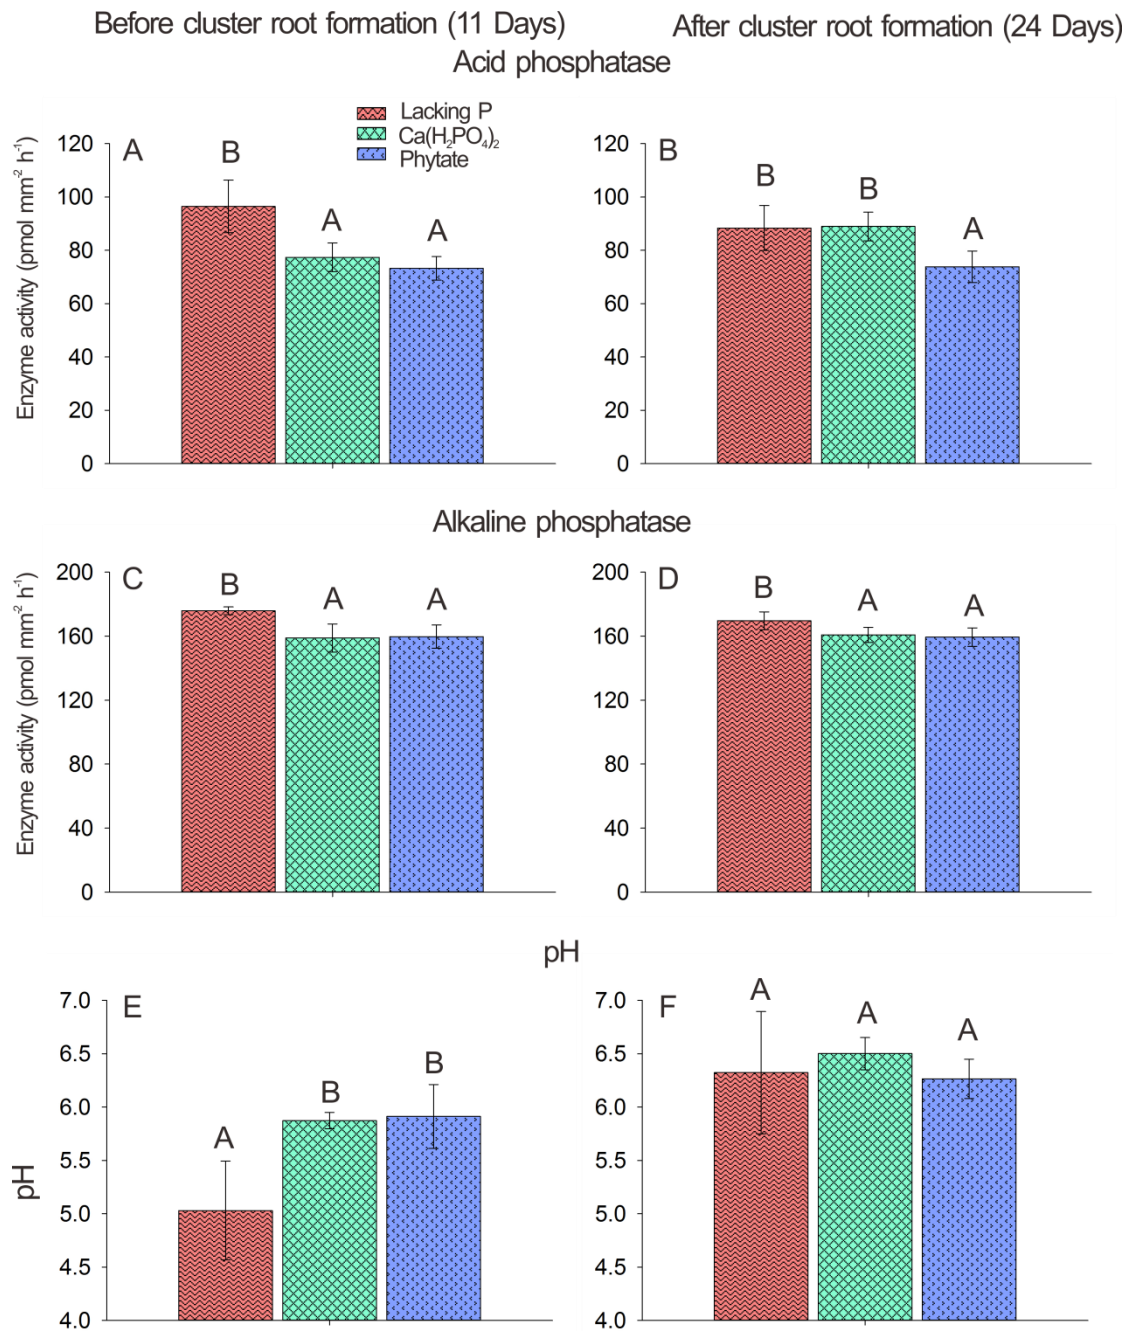 Before cluster root formation (11 Days) After cluster root formation (24 Days)
Acid phosphatase
Lacking P
Ca(H₂PO₄)₂
Phytate
Enzyme activity (pmol mm⁻² h⁻¹)
120
100
80
60
40
20
0
A
B
A
A
120
100
80
60
40
20
0
B
B
B
A
Alkaline phosphatase
Enzyme activity (pmol mm⁻² h⁻¹)
200
160
120
80
40
0
C
B
A
A
200
160
120
80
40
0
D
B
A
A
pH
pH
7.0
6.5
6.0
5.5
5.0
4.5
4.0
E
A
B
B
7.0
6.5
6.0
5.5
5.0
4.5
4.0
F
A
A
A